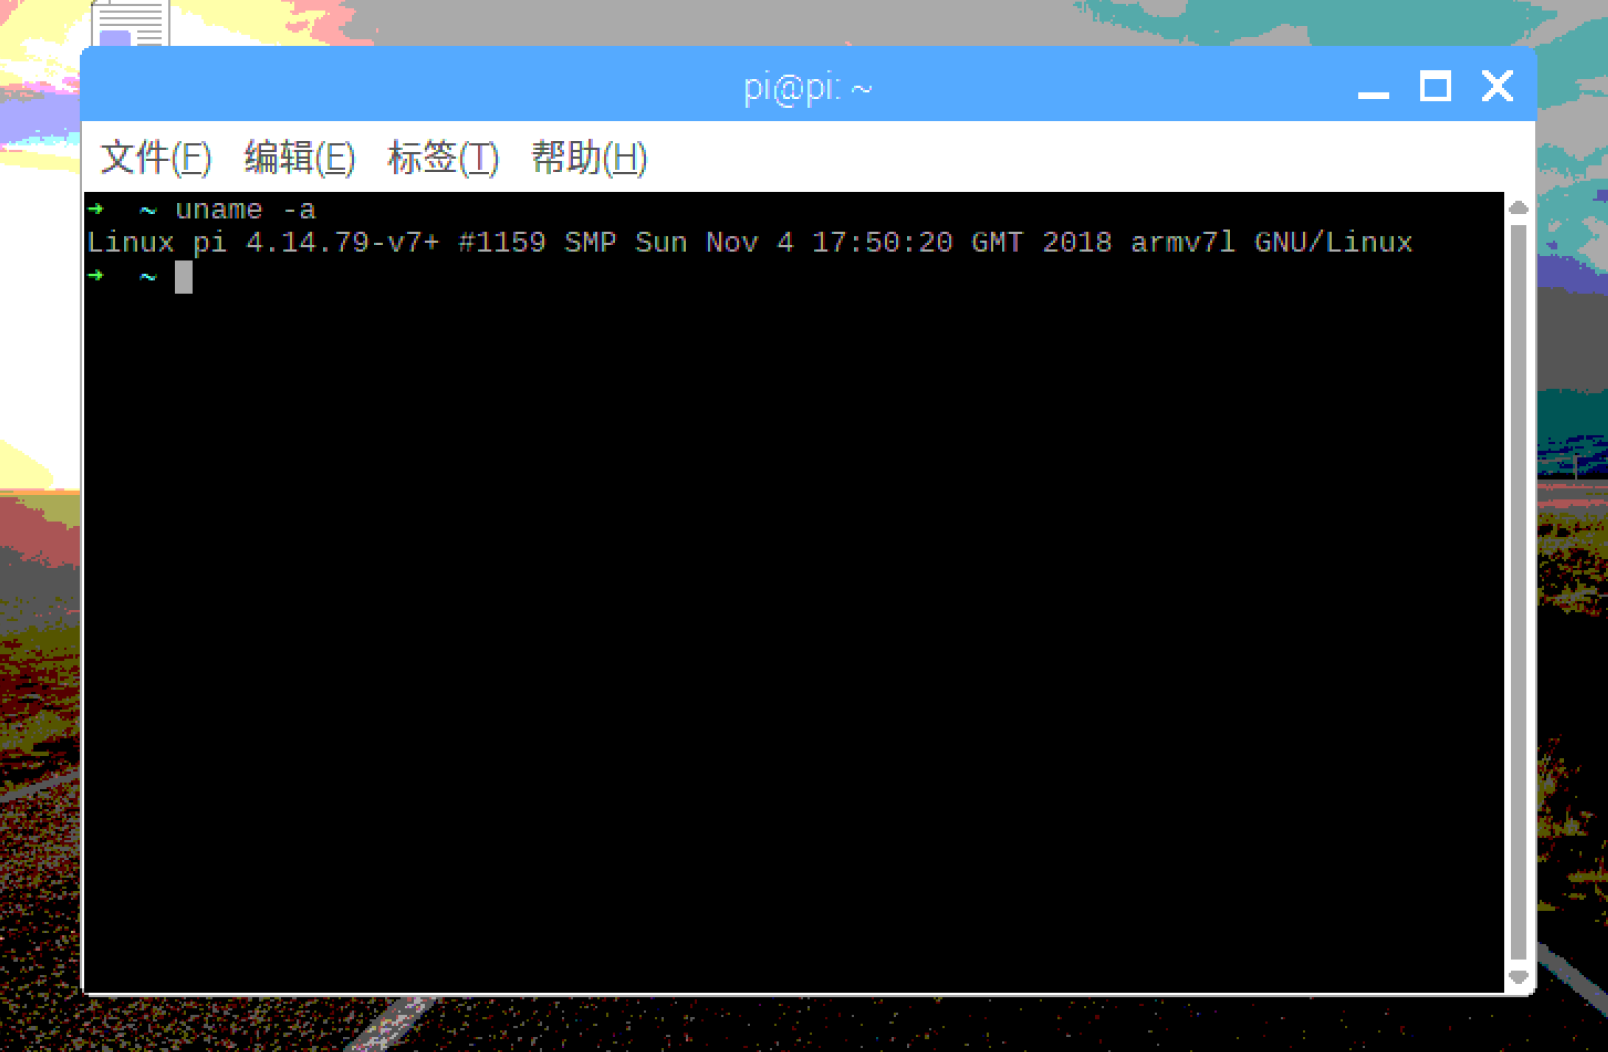 pi@pi: ~
文件(F) 编辑(E) 标签(T) 帮助(H)
➜ ~ uname -a
Linux pi 4.14.79-v7+ #1159 SMP Sun Nov 4 17:50:20 GMT 2018 armv7l GNU/Linux
➜ ~